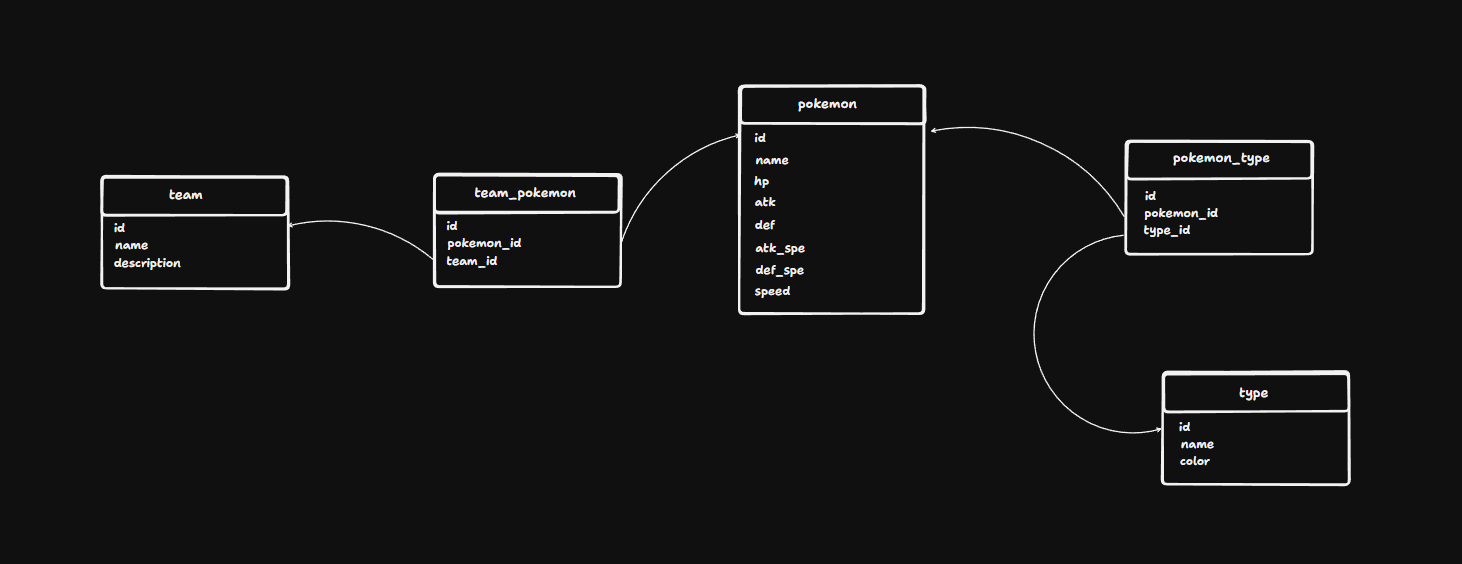 team
id
name
description
team_pokemon
id
pokemon_id
team_id
pokemon
id
name
hp
atk
def
atk_spe
def_spe
speed
pokemon_type
id
pokemon_id
type_id
type
id
name
color